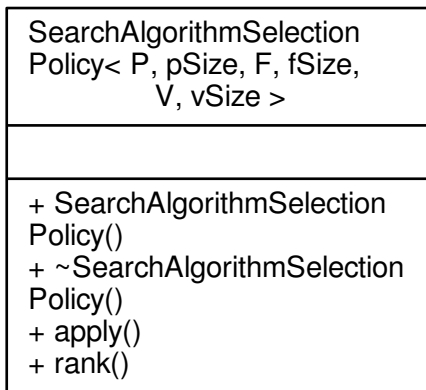 SearchAlgorithmSelection
Policy< P, pSize, F, fSize,
V, vSize >
+ SearchAlgorithmSelection
Policy()
+ ~SearchAlgorithmSelection
Policy()
+ apply()
+ rank()